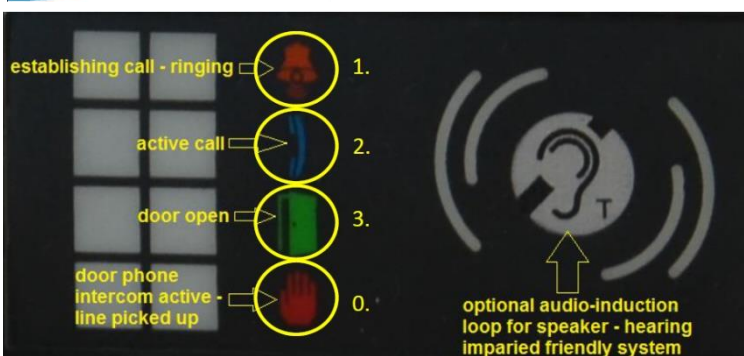 establishing call - ringing
1.
active call
2.
door open
3.
door phone
intercom active -
line picked up
0.
T
optional audio-induction
loop for speaker - hearing
imparied friendly system